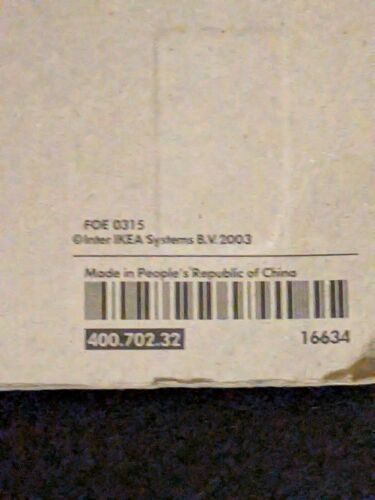 FOE 0315
©Inter IKEA Systems B.V. 2003
Made in People's Republic of China
400.702.32 16634